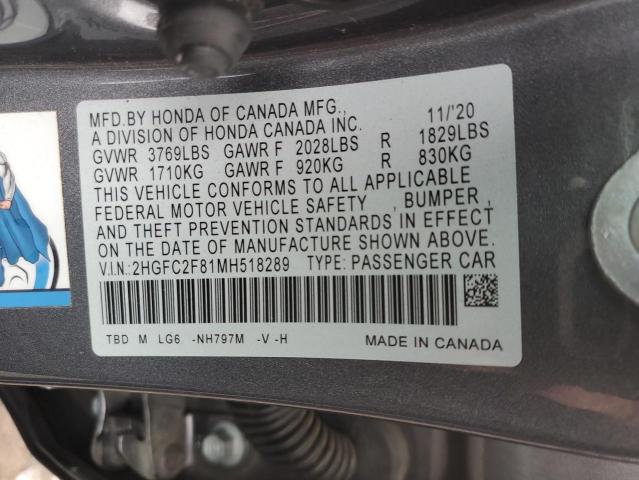 MFD. BY HONDA OF CANADA MFG., 11/'20
A DIVISION OF HONDA CANADA INC.
GVWR 3769LBS GAWR F 2028LBS R 1829LBS
GVWR 1710KG GAWR F 920KG R 830KG
THIS VEHICLE CONFORMS TO ALL APPLICABLE
FEDERAL MOTOR VEHICLE SAFETY , BUMPER ,
AND THEFT PREVENTION STANDARDS IN EFFECT
ON THE DATE OF MANUFACTURE SHOWN ABOVE.
V.I.N.: 2HGFC2F81MH518289 TYPE: PASSENGER CAR
TBD M LG6 -NH797M -V -H MADE IN CANADA